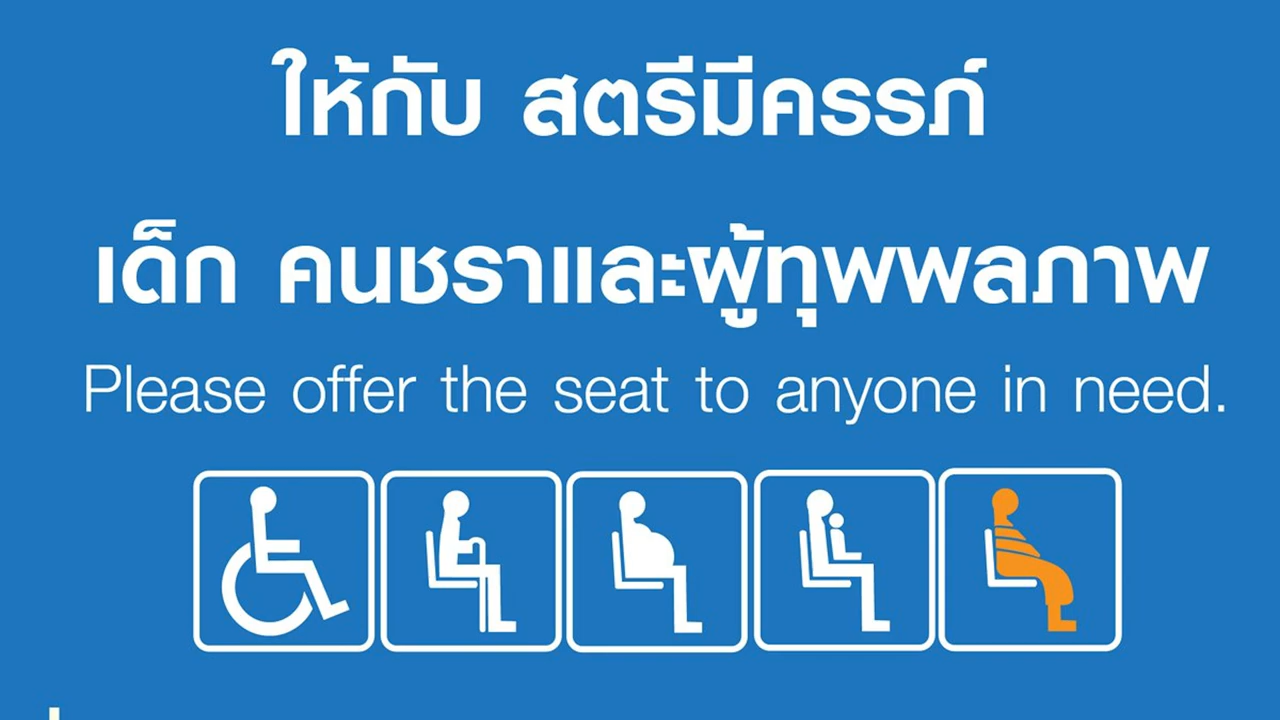 ให้กับ สตรีมีครรภ์
เด็ก คนชราและผู้ทุพพลภาพ
Please offer the seat to anyone in need.